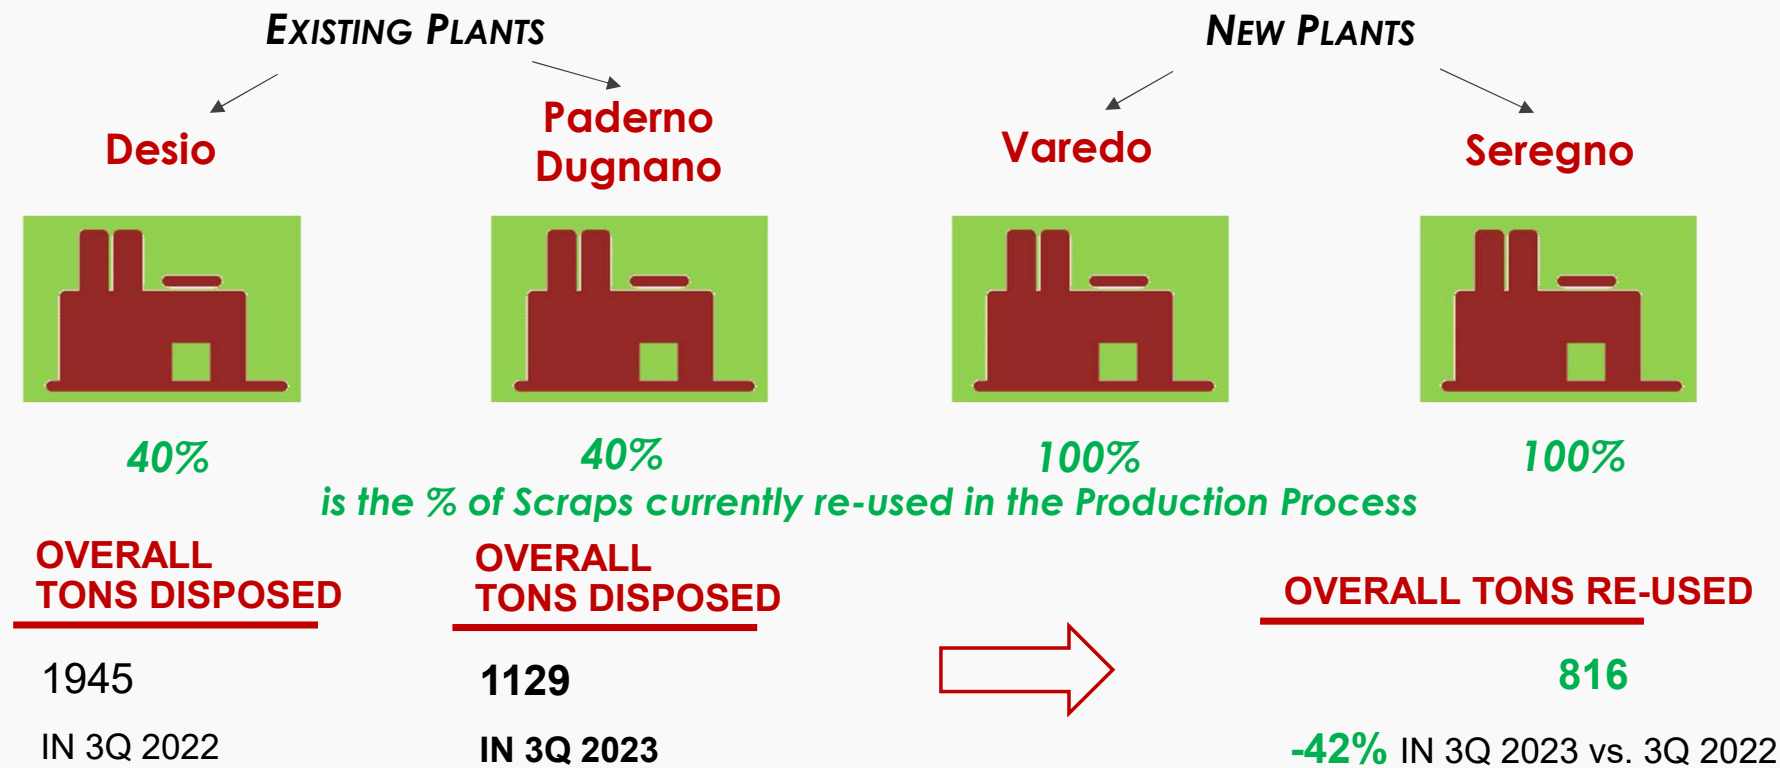 EXISTING PLANTS
NEW PLANTS
Desio
Paderno
Dugnano
Varedo
Seregno
40%
40%
100%
100%
is the % of Scraps currently re-used in the Production Process
OVERALL
TONS DISPOSED
1945
IN 3Q 2022
OVERALL
TONS DISPOSED
1129
IN 3Q 2023
OVERALL TONS RE-USED
816
-42% IN 3Q 2023 vs. 3Q 2022